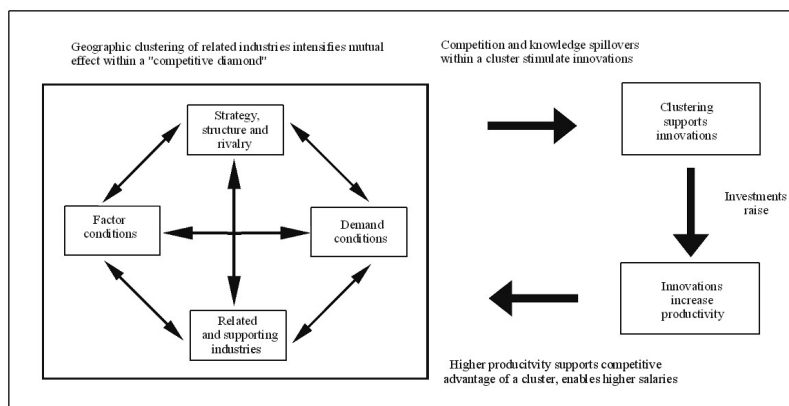 Geographic clustering of related industries intensifies mutual
effect within a "competitive diamond"
Competition and knowledge spillovers
within a cluster stimulate innovations
Strategy,
structure and
rivalry
Clustering
supports
innovations
Factor
conditions
Demand
conditions
Investments
raise
Related
and supporting
industries
Innovations
increase
productivity
Higher producitvity supports competitive
advantage of a cluster, enables higher salaries